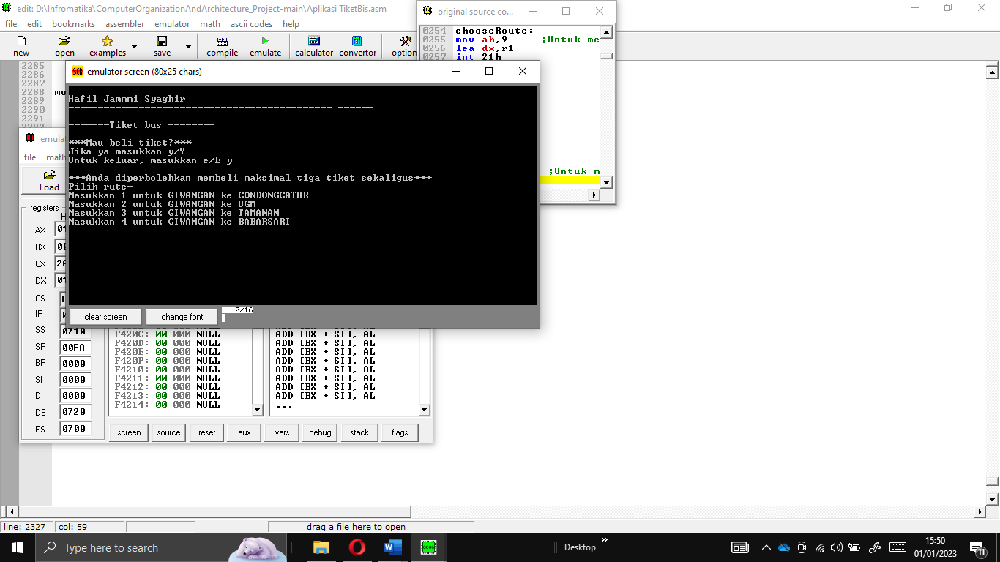 edit: D:\Infromatika\ComputerOrganizationAndArchitecture_Project-main\Aplikasi TiketBis.asm
file edit bookmarks assembler emulator math ascii codes help
new open examples save compile emulate calculator convertor option
original source co...
0254 chooseRoute:
0255 mov ah,9 ;Untuk me
0256 lea dx,r1
0257 int 21h
;Untuk m
2285
2286
2287
2288 mo
2289
2290
2291
2292
emulator screen (80x25 chars)
Hafil Jammmi Syaghir
--------------------------------------------- ------
--------------------------------------------- ------
-------Tiket bus --------
***Mau beli tiket?***
Jika ya masukkan y/Y
Untuk keluar, masukkan e/E y
***Anda diperbolehkan membeli maksimal tiga tiket sekaligus***
Pilih rute-
Masukkan 1 untuk GIWANGAN ke CONDONGCATUR
Masukkan 2 untuk GIWANGAN ke UGM
Masukkan 3 untuk GIWANGAN ke TAMANAN
Masukkan 4 untuk GIWANGAN ke BABARSARI
clear screen change font 0/16
emulat
file math
Load
registers
H
AX 01
BX 00
CX 2A
DX 01
CS F
IP 0
SS 0710
SP 00FA
BP 0000
SI 0000
DI 0000
DS 0720
ES 0700
F420C: 00 000 NULL
F420D: 00 000 NULL
F420E: 00 000 NULL
F420F: 00 000 NULL
F4210: 00 000 NULL
F4211: 00 000 NULL
F4212: 00 000 NULL
F4213: 00 000 NULL
F4214: 00 000 NULL
ADD [BX + SI], AL
ADD [BX + SI], AL
ADD [BX + SI], AL
ADD [BX + SI], AL
ADD [BX + SI], AL
ADD [BX + SI], AL
ADD [BX + SI], AL
ADD [BX + SI], AL
...
screen source reset aux vars debug stack flags
line: 2327 col: 59 drag a file here to open
Type here to search
8086
Desktop
15:50
01/01/2023
11